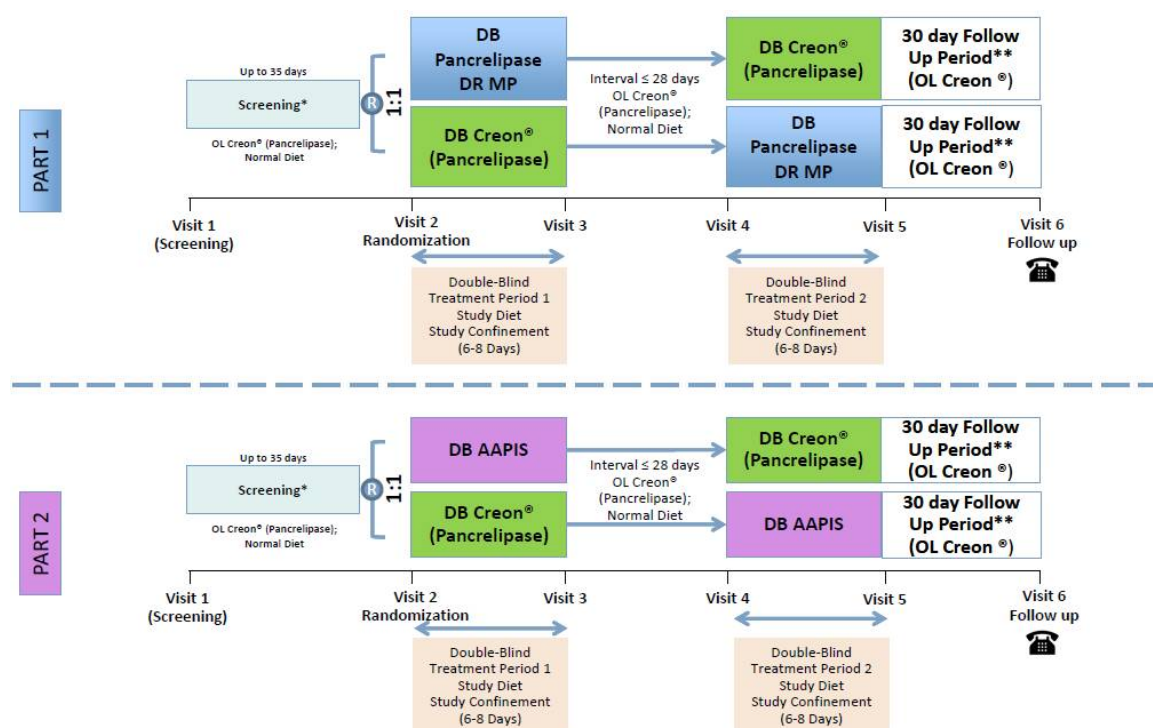 PART 1
Up to 35 days
Screening*
OL Creon® (Pancrelipase);
Normal Diet
R
1:1
DB
Pancrelipase
DR MP
DB Creon®
(Pancrelipase)
Interval ≤ 28 days
OL Creon®
(Pancrelipase);
Normal Diet
DB Creon®
(Pancrelipase)
DB
Pancrelipase
DR MP
30 day Follow
Up Period**
(OL Creon ®)
30 day Follow
Up Period**
(OL Creon ®)
Visit 1
(Screening)
Visit 2
Randomization
Visit 3
Visit 4
Visit 5
Visit 6
Follow up
Double-Blind
Treatment Period 1
Study Diet
Study Confinement
(6-8 Days)
Double-Blind
Treatment Period 2
Study Diet
Study Confinement
(6-8 Days)
PART 2
Up to 35 days
Screening*
OL Creon® (Pancrelipase);
Normal Diet
R
1:1
DB AAPIS
DB Creon®
(Pancrelipase)
Interval ≤ 28 days
OL Creon®
(Pancrelipase);
Normal Diet
DB Creon®
(Pancrelipase)
DB AAPIS
30 day Follow
Up Period**
(OL Creon ®)
30 day Follow
Up Period**
(OL Creon ®)
Visit 1
(Screening)
Visit 2
Randomization
Visit 3
Visit 4
Visit 5
Visit 6
Follow up
Double-Blind
Treatment Period 1
Study Diet
Study Confinement
(6-8 Days)
Double-Blind
Treatment Period 2
Study Diet
Study Confinement
(6-8 Days)